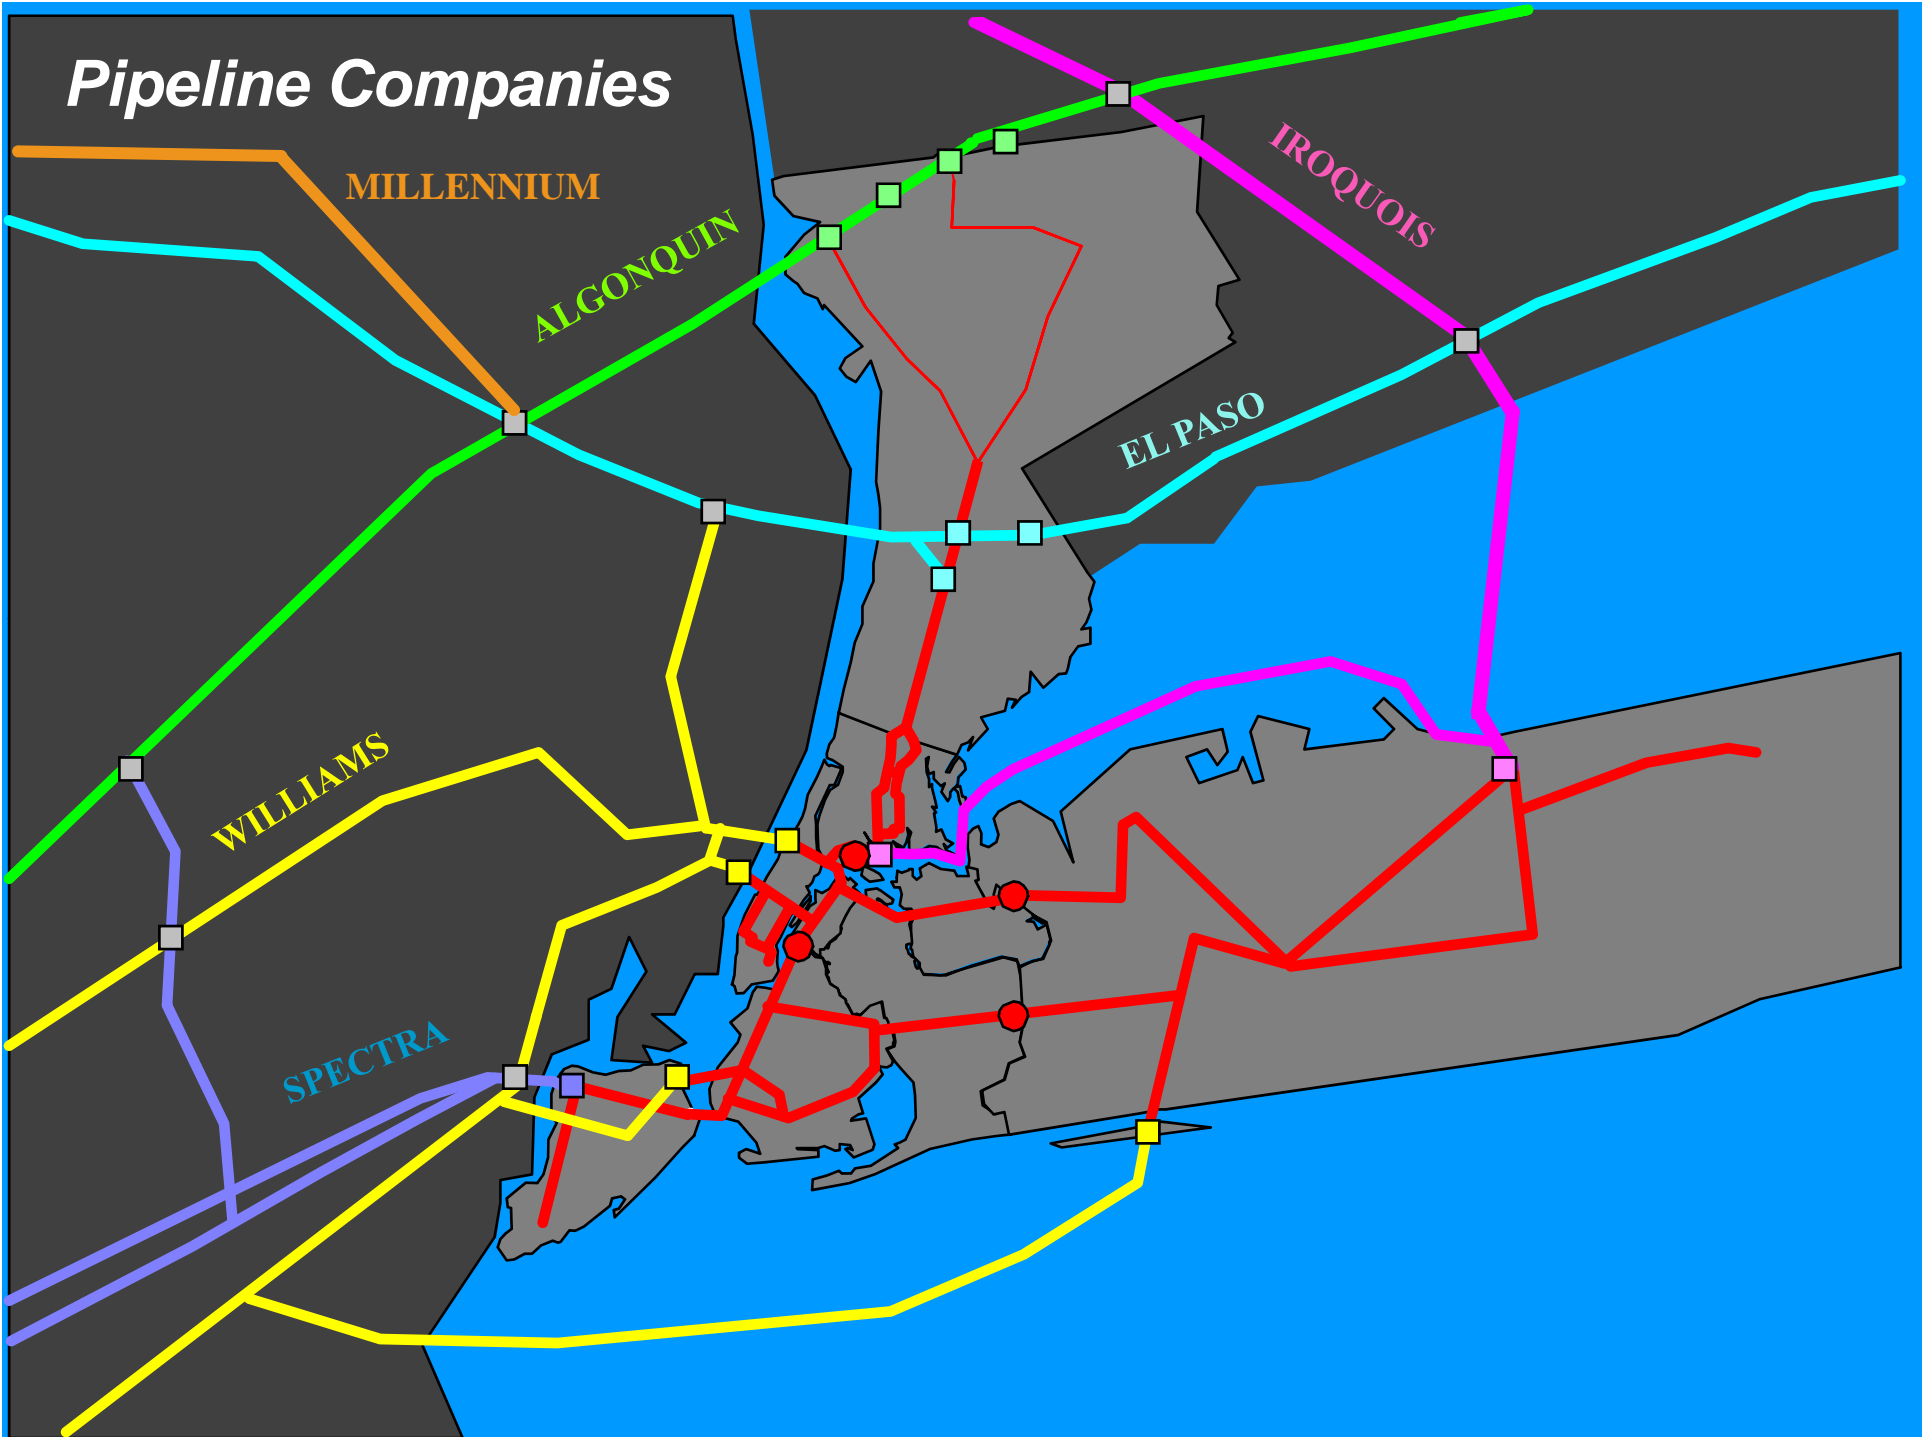 Pipeline Companies
MILLENNIUM
ALGONQUIN
IROQUOIS
EL PASO
WILLIAMS
SPECTRA